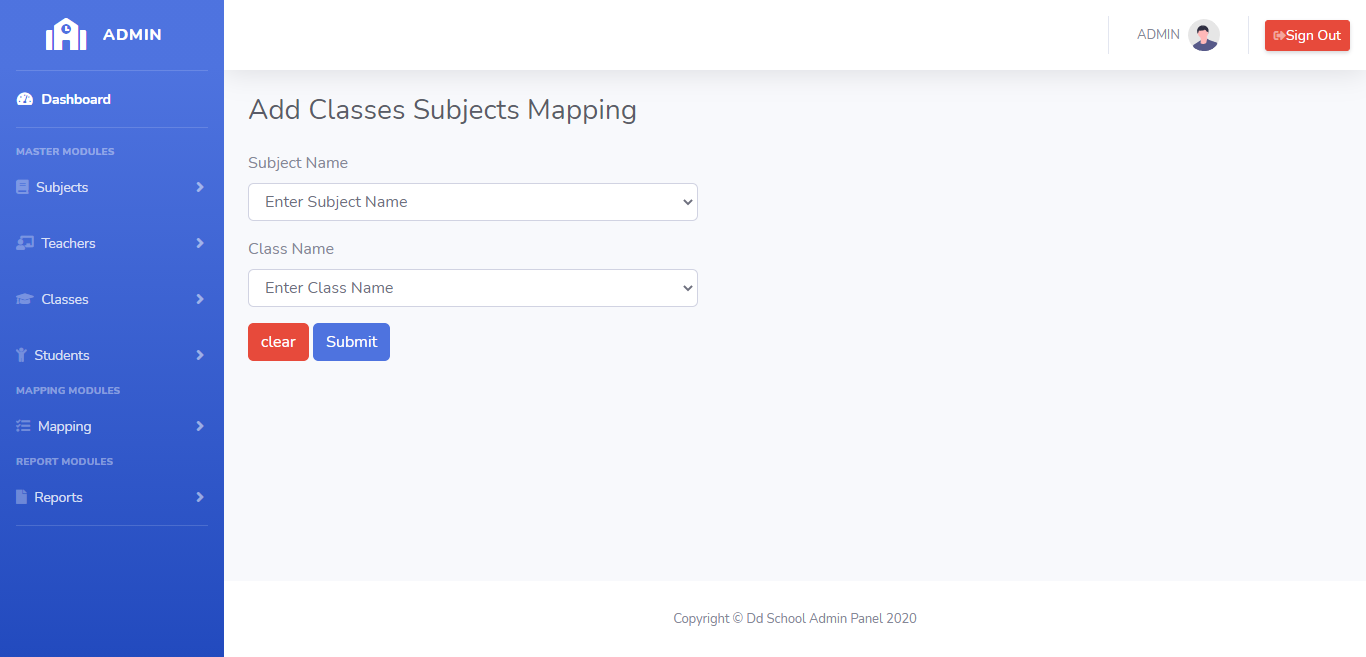 ADMIN
Dashboard
MASTER MODULES
Subjects
Teachers
Classes
Students
MAPPING MODULES
Mapping
REPORT MODULES
Reports
ADMIN
Sign Out
Add Classes Subjects Mapping
Subject Name
Enter Subject Name
Class Name
Enter Class Name
clear Submit
Copyright © Dd School Admin Panel 2020